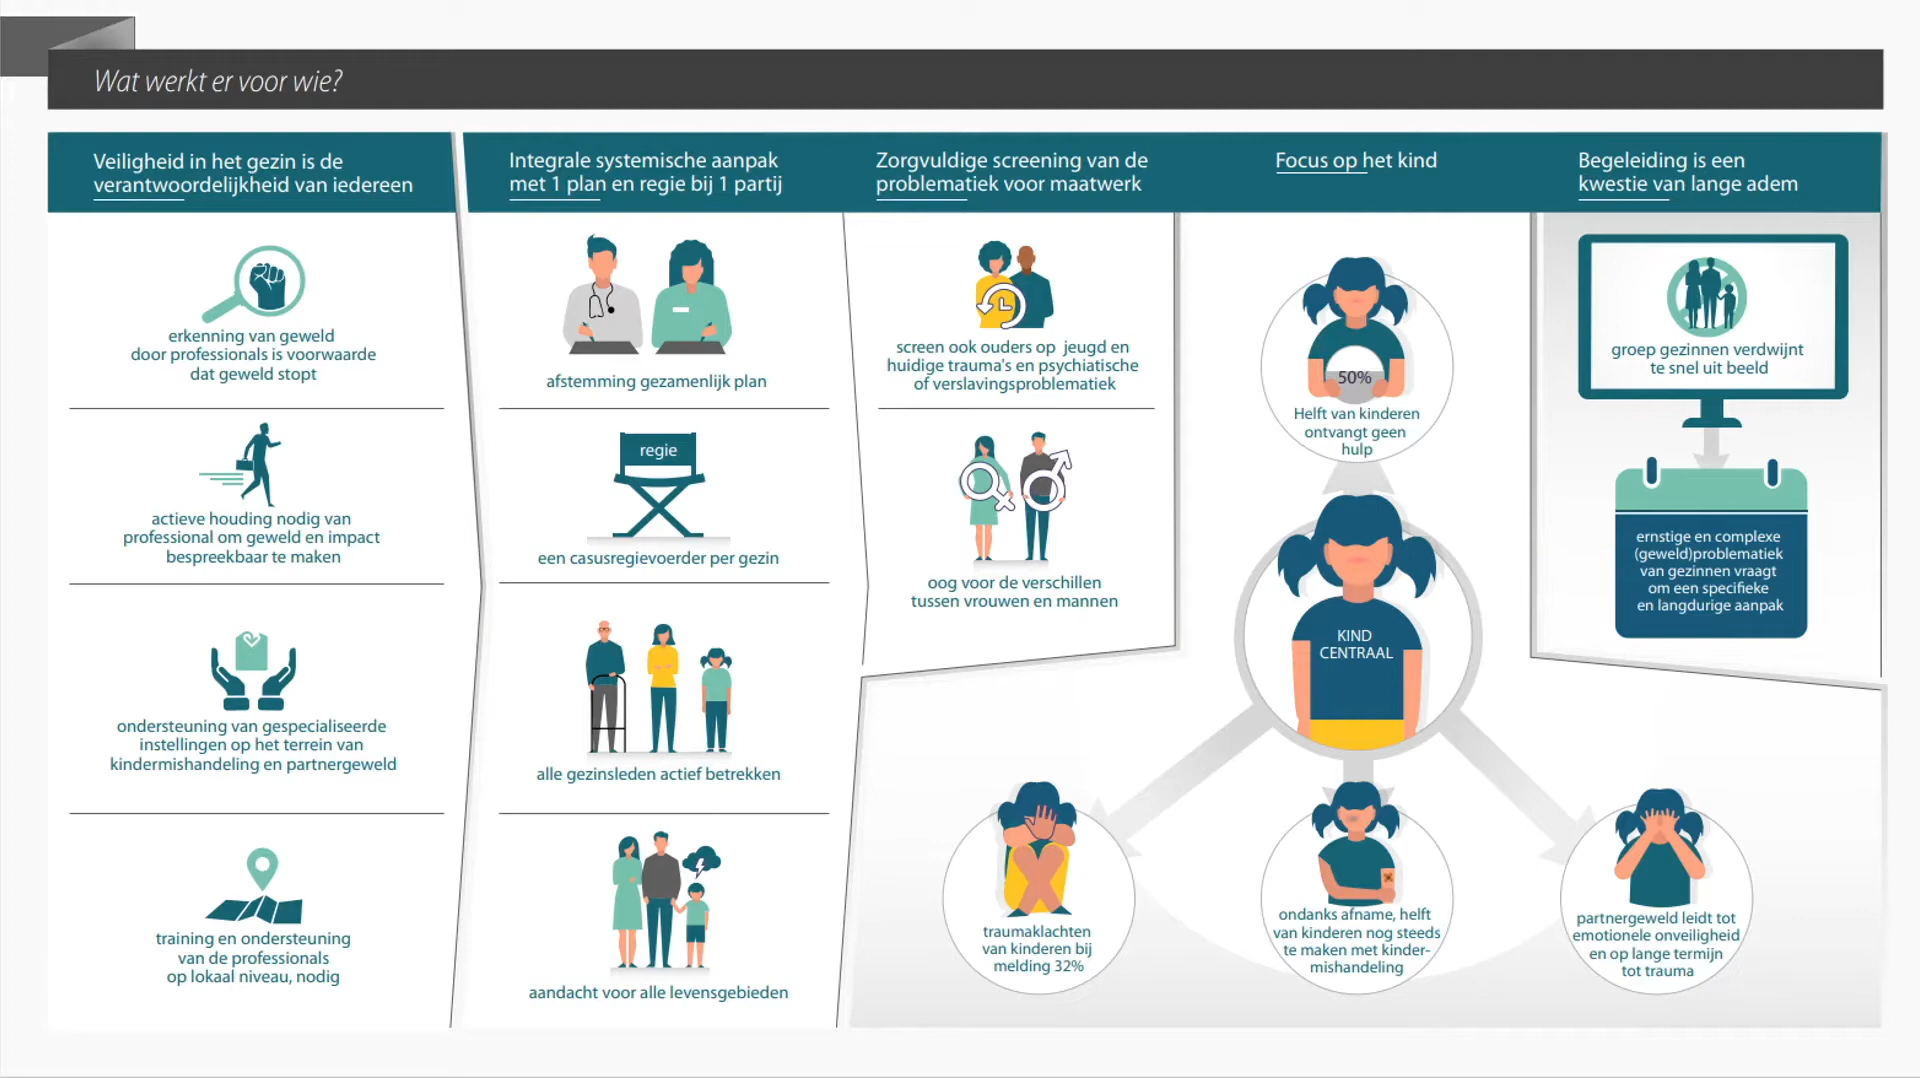 Wat werkt er voor wie?
Veiligheid in het gezin is de
verantwoordelijkheid van iedereen
erkenning van geweld
door professionals is voorwaarde
dat geweld stopt
actieve houding nodig van
professional om geweld en impact
bespreekbaar te maken
ondersteuning van gespecialiseerde
instellingen op het terrein van
kindermishandeling en partnergeweld
training en ondersteuning
van de professionals
op lokaal niveau, nodig
Integrale systemische aanpak
met 1 plan en regie bij 1 partij
afstemming gezamenlijk plan
regie
een casusregievoerder per gezin
alle gezinsleden actief betrekken
aandacht voor alle levensgebieden
Zorgvuldige screening van de
problematiek voor maatwerk
screen ook ouders op jeugd en
huidige trauma's en psychiatische
of verslavingsproblematiek
oog voor de verschillen
tussen vrouwen en mannen
Focus op het kind
50%
Helft van kinderen
ontvangt geen
hulp
KIND
CENTRAAL
traumaklachten
van kinderen bij
melding 32%
ondanks afname, helft
van kinderen nog steeds
te maken met kinder-
mishandeling
partnergeweld leidt tot
emotionele onveiligheid
en op lange termijn
tot trauma
Begeleiding is een
kwestie van lange adem
groep gezinnen verdwijnt
te snel uit beeld
ernstige en complexe
(geweld)problematiek
van gezinnen vraagt
om een specifieke
en langdurige aanpak